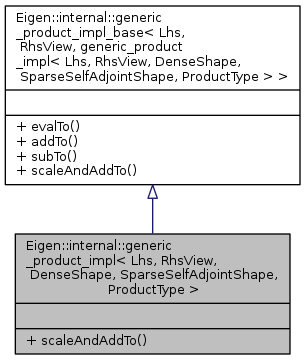 Eigen::internal::generic
_product_impl_base< Lhs,
RhsView, generic_product
_impl< Lhs, RhsView, DenseShape,
SparseSelfAdjointShape, ProductType > >
+ evalTo()
+ addTo()
+ subTo()
+ scaleAndAddTo()
Eigen::internal::generic
_product_impl< Lhs, RhsView,
DenseShape, SparseSelfAdjointShape,
ProductType >
+ scaleAndAddTo()